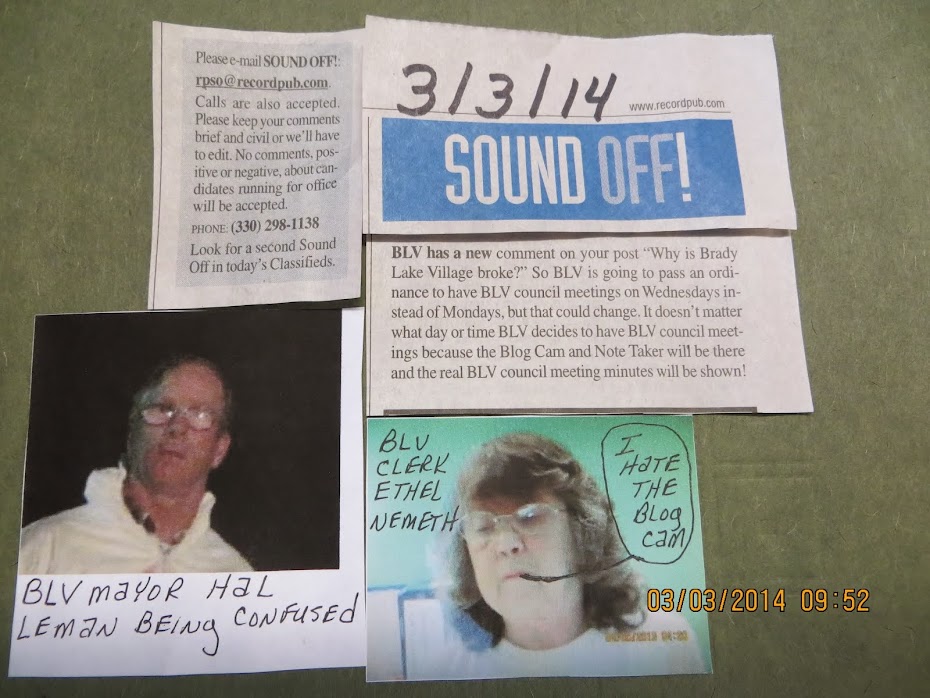 Please e-mail SOUND OFF!:
rpso@recordpub.com.
Calls are also accepted.
Please keep your comments
brief and civil or we'll have
to edit. No comments, pos-
itive or negative, about can-
didates running for office
will be accepted.
PHONE: (330) 298-1138
Look for a second Sound
Off in today's Classifieds.
3/3/14
www.recordpub.com
SOUND OFF!
BLV has a new comment on your post “Why is Brady
Lake Village broke?” So BLV is going to pass an ordi-
nance to have BLV council meetings on Wednesdays in-
stead of Mondays, but that could change. It doesn't matter
what day or time BLV decides to have BLV council meet-
ings because the Blog Cam and Note Taker will be there
and the real BLV council meeting minutes will be shown!
BLV MAYOR HAL
LEMAN BEING CONFUSED
BLV
CLERK
ETHEL
NEMETH
I
HATE
THE
BLOG
CAM
03/03/2014 09:52